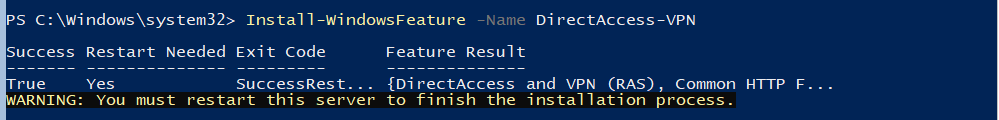 PS C:\Windows\system32> Install-WindowsFeature -Name DirectAccess-VPN
Success Restart Needed Exit Code      Feature Result
------- -------------- ---------      --------------
True    Yes            SuccessRest... {DirectAccess and VPN (RAS), Common HTTP F...
WARNING: You must restart this server to finish the installation process.